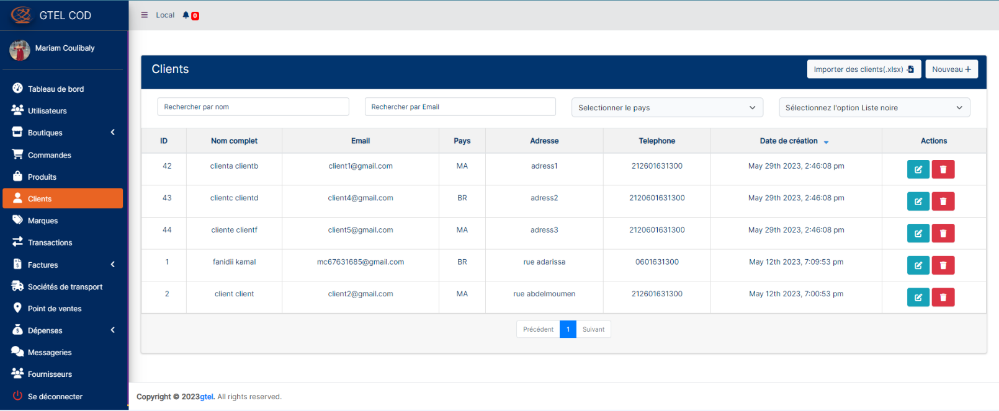 GTEL COD
Local 0
Mariam Coulibaly
Tableau de bord
Utilisateurs
Boutiques
Commandes
Produits
Clients
Marques
Transactions
Factures
Sociétés de transport
Point de ventes
Dépenses
Messageries
Fournisseurs
Se déconnecter
Clients
Importer des clients(.xlsx) Nouveau +
Rechercher par nom Rechercher par Email Selectionner le pays Sélectionnez l'option Liste noire
ID Nom complet Email Pays Adresse Telephone Date de création Actions
42 clienta clientb client1@gmail.com MA adress1 212601631300 May 29th 2023, 2:46:08 pm
43 clientc clientd client4@gmail.com BR adress2 2120601631300 May 29th 2023, 2:46:08 pm
44 cliente clientf client5@gmail.com MA adress3 2120601631300 May 29th 2023, 2:46:08 pm
1 fanidii kamal mc67631685@gmail.com BR rue adarissa 0601631300 May 12th 2023, 7:09:53 pm
2 client client client2@gmail.com MA rue abdelmoumen 212601631300 May 12th 2023, 7:00:53 pm
Précédent 1 Suivant
Copyright © 2023gtel. All rights reserved.